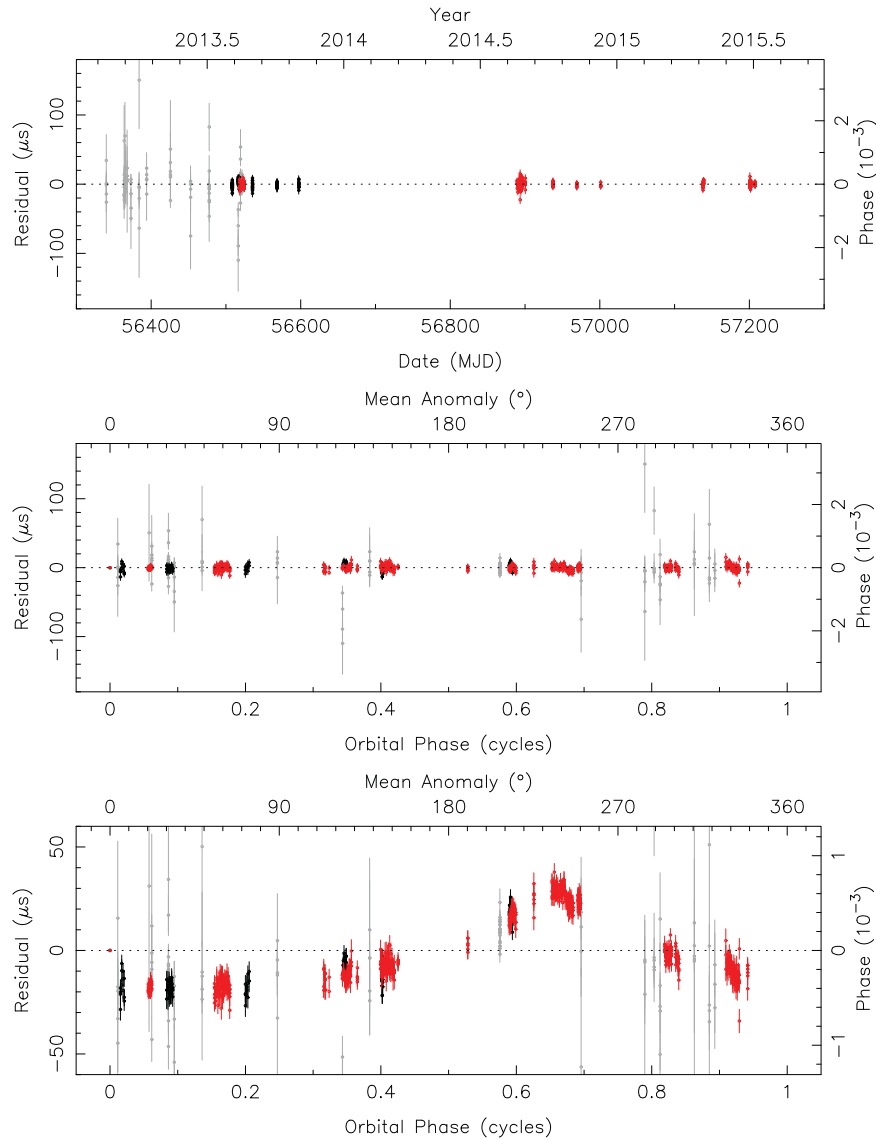 Year
2013.5 2014 2014.5 2015 2015.5
Residual (μs)
100
0
−100
2
0
−2
Phase (10⁻³)
56400 56600 56800 57000 57200
Date (MJD)
Mean Anomaly (°)
0 90 180 270 360
Residual (μs)
100
0
−100
2
0
−2
Phase (10⁻³)
0 0.2 0.4 0.6 0.8 1
Orbital Phase (cycles)
Mean Anomaly (°)
0 90 180 270 360
Residual (μs)
50
0
−50
1
0
−1
Phase (10⁻³)
0 0.2 0.4 0.6 0.8 1
Orbital Phase (cycles)